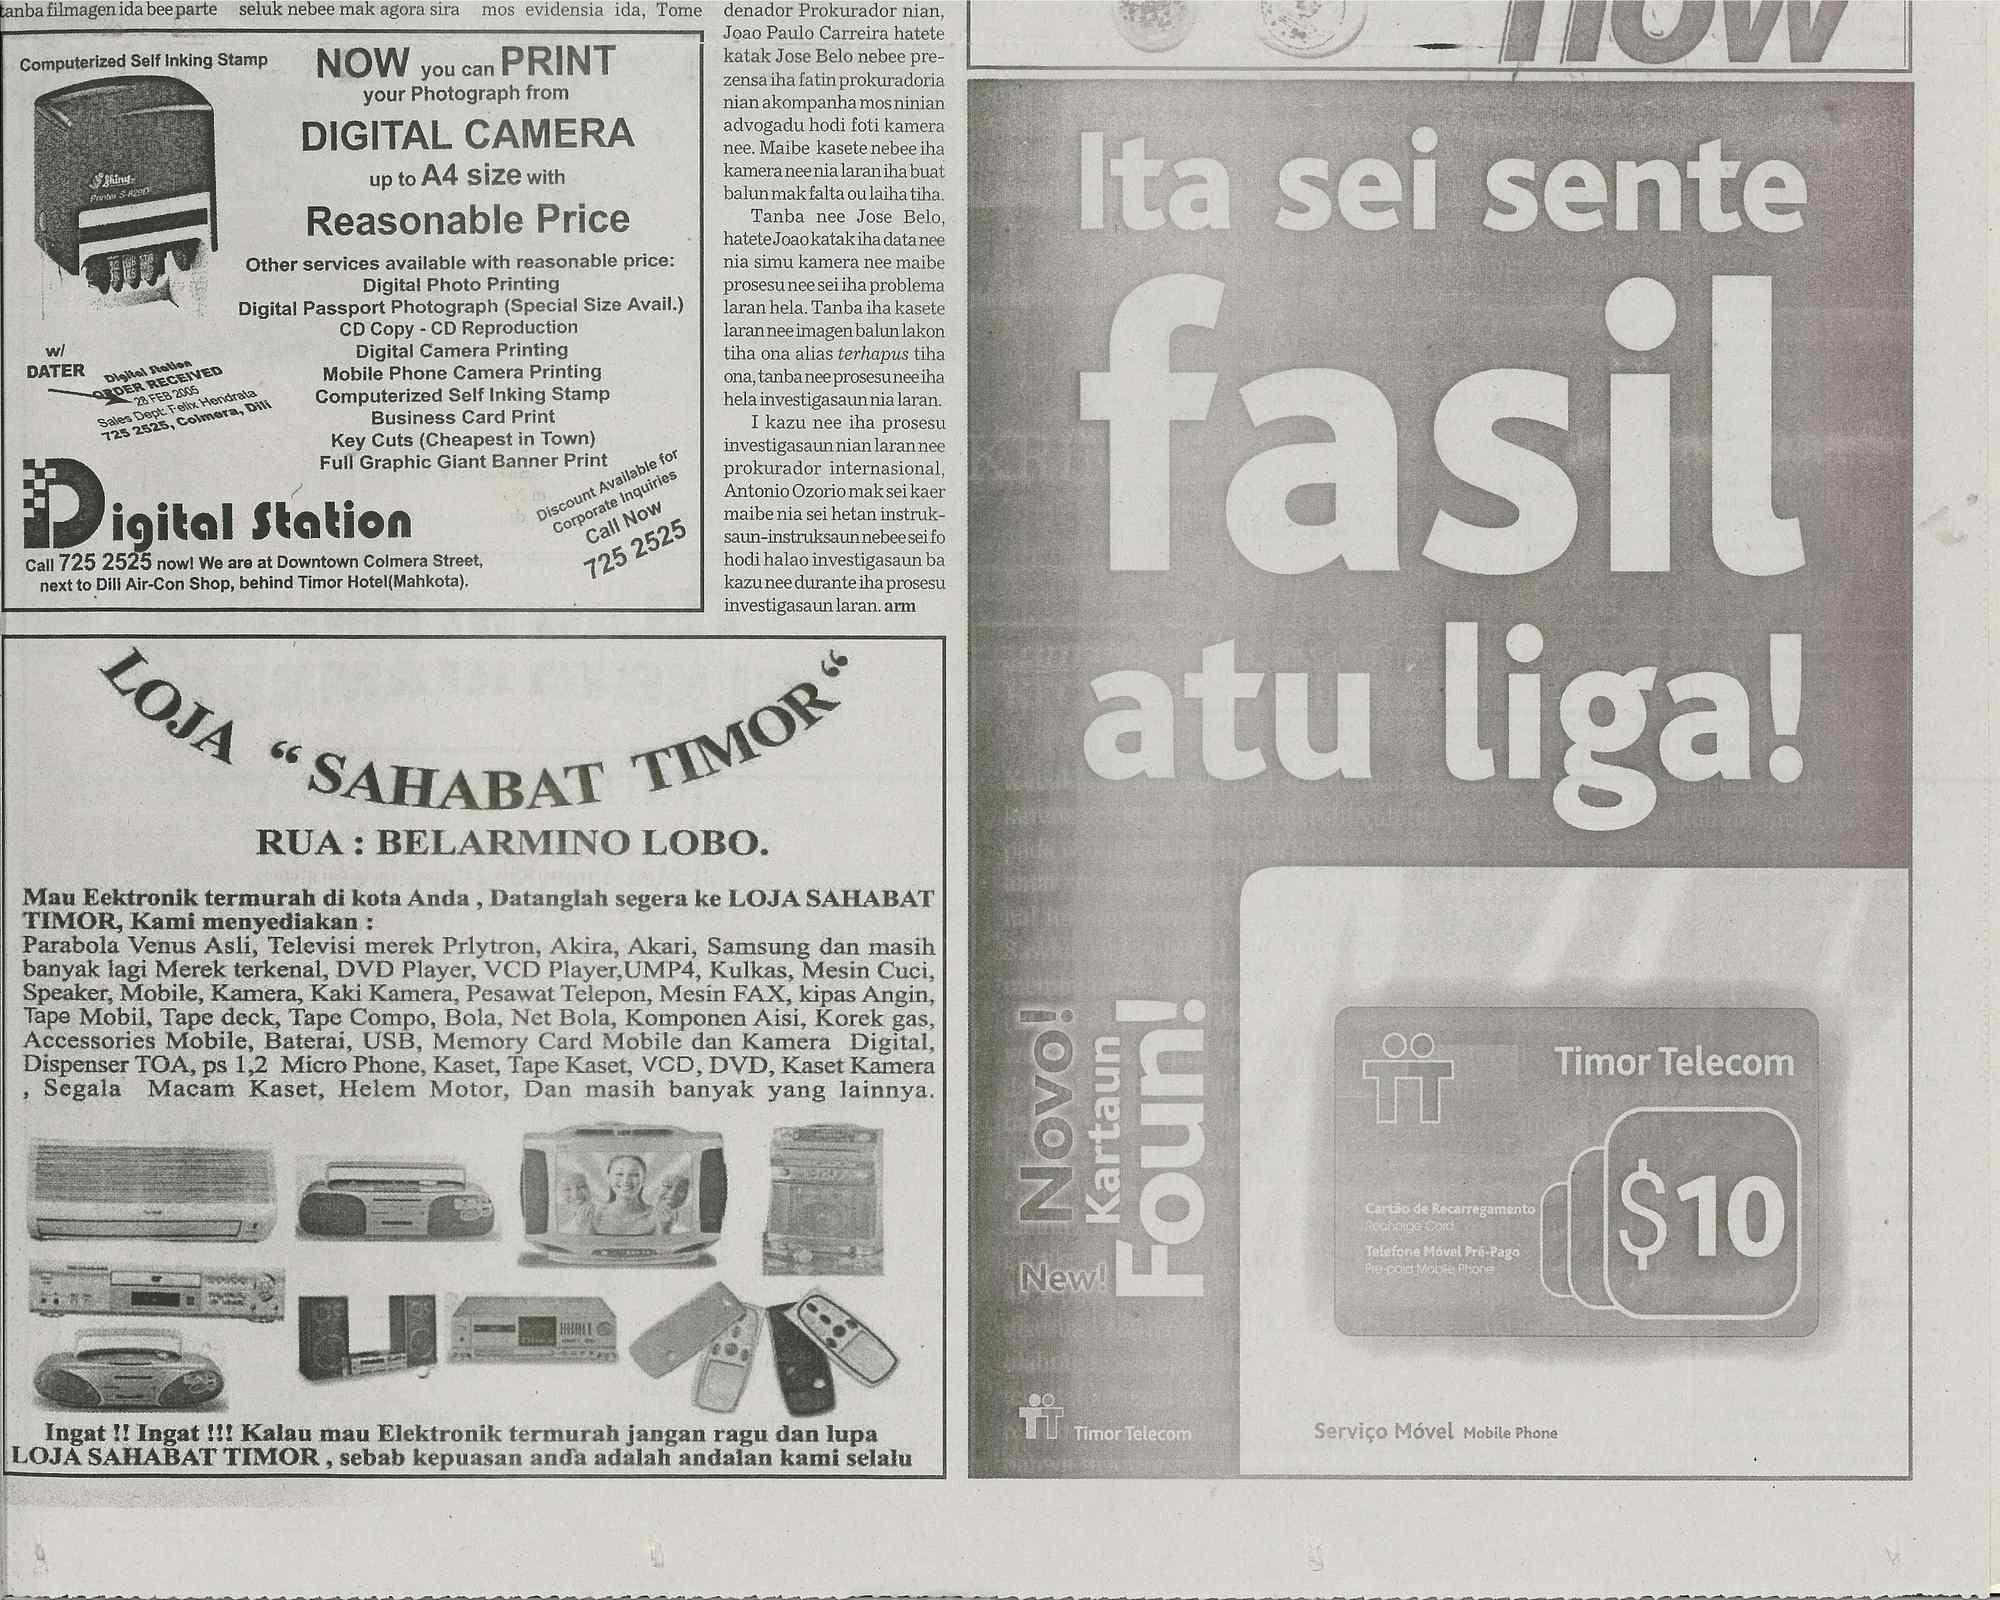 tanba filmagen ida bee parte
seluk nebee mak agora sira
mos evidensia ida, Tome
Computerized Self Inking Stamp
Shiny
Printer S-829D
w/
DATER
Digital Station
ORDER RECEIVED
28 FEB 2005
Sales Dept: Felix Hendrata
725 2525, Colmera, Dili
NOW you can PRINT
your Photograph from
DIGITAL CAMERA
up to A4 size with
Reasonable Price
Other services available with reasonable price:
Digital Photo Printing
Digital Passport Photograph (Special Size Avail.)
CD Copy - CD Reproduction
Digital Camera Printing
Mobile Phone Camera Printing
Computerized Self Inking Stamp
Business Card Print
Key Cuts (Cheapest in Town)
Full Graphic Giant Banner Print
Discount Available for
Corporate Inquiries
Call Now
725 2525
Digital Station
Call 725 2525 now! We are at Downtown Colmera Street,
next to Dili Air-Con Shop, behind Timor Hotel(Mahkota).
denador Prokurador nian,
Joao Paulo Carreira hatete
katak Jose Belo nebee pre-
zensa iha fatin prokuradoria
nian akompanha mos ninian
advogadu hodi foti kamera
nee. Maibe kasete nebee iha
kamera nee nia laran iha buat
balun mak falta ou laiha tiha.
Tanba nee Jose Belo,
hatete Joao katak iha data nee
nia simu kamera nee maibe
prosesu nee sei iha problema
laran hela. Tanba iha kasete
laran nee imagen balun lakon
tiha ona alias terhapus tiha
ona, tanba nee prosesu nee iha
hela investigasaun nia laran.
I kazu nee iha prosesu
investigasaun nian laran nee
prokurador internasional,
Antonio Ozorio mak sei kaer
maibe nia sei hetan instruk-
saun-instruksaun nebee sei fo
hodi halao investigasaun ba
kazu nee durante iha prosesu
investigasaun laran. arm
LOJA “SAHABAT TIMOR“
RUA : BELARMINO LOBO.
Mau Eektronik termurah di kota Anda , Datanglah segera ke LOJA SAHABAT
TIMOR, Kami menyediakan :
Parabola Venus Asli, Televisi merek Prlytron, Akira, Akari, Samsung dan masih
banyak lagi Merek terkenal, DVD Player, VCD Player,UMP4, Kulkas, Mesin Cuci,
Speaker, Mobile, Kamera, Kaki Kamera, Pesawat Telepon, Mesin FAX, kipas Angin,
Tape Mobil, Tape deck, Tape Compo, Bola, Net Bola, Komponen Aisi, Korek gas,
Accessories Mobile, Baterai, USB, Memory Card Mobile dan Kamera Digital,
Dispenser TOA, ps 1,2 Micro Phone, Kaset, Tape Kaset, VCD, DVD, Kaset Kamera
, Segala Macam Kaset, Helem Motor, Dan masih banyak yang lainnya.
Ingat !! Ingat !!! Kalau mau Elektronik termurah jangan ragu dan lupa
LOJA SAHABAT TIMOR , sebab kepuasan anda adalah andalan kami selalu
now
Ita sei sente
fasil
atu liga!
Novo!
Kartaun
Foun!
New!
Timor Telecom
$10
Cartão de Recarregamento
Recharge Card
Telefone Móvel Pré-Pago
Pre-paid Mobile Phone
Timor Telecom
Serviço Móvel Mobile Phone